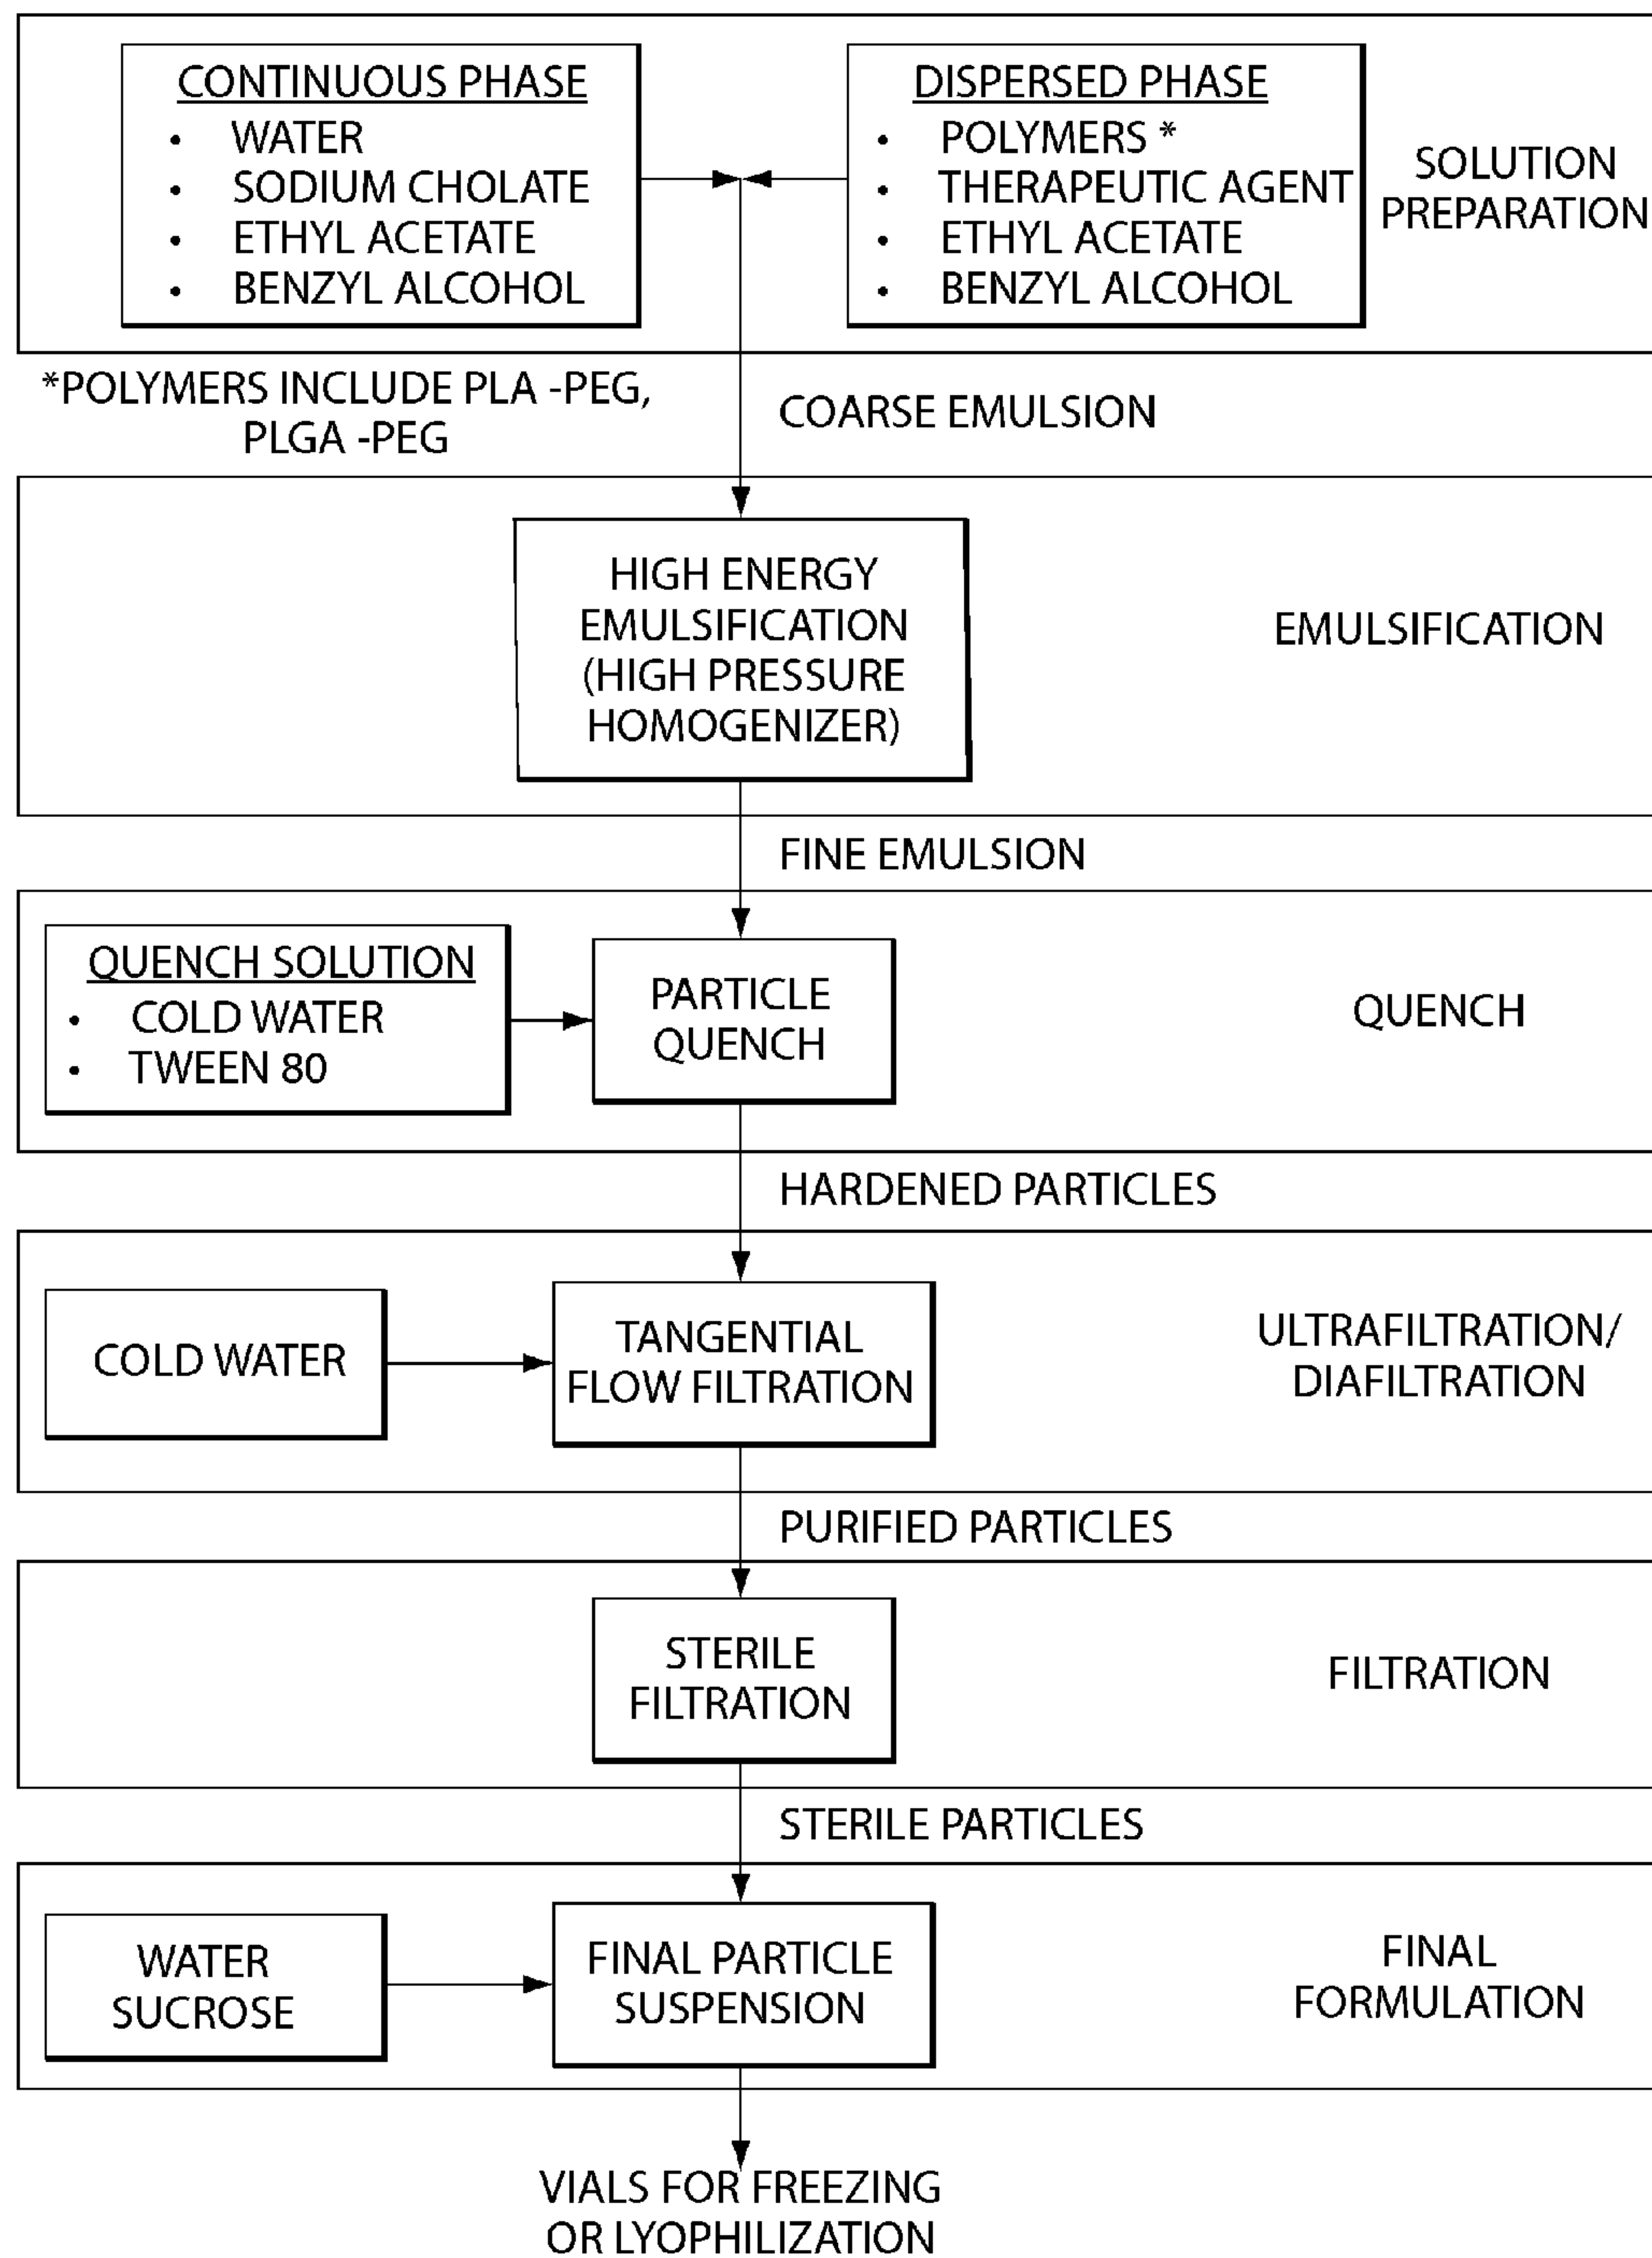 CONTINUOUS PHASE
• WATER
• SODIUM CHOLATE
• ETHYL ACETATE
• BENZYL ALCOHOL
DISPERSED PHASE
• POLYMERS *
• THERAPEUTIC AGENT
• ETHYL ACETATE
• BENZYL ALCOHOL
SOLUTION
PREPARATION
*POLYMERS INCLUDE PLA -PEG,
PLGA -PEG
COARSE EMULSION
HIGH ENERGY
EMULSIFICATION
(HIGH PRESSURE
HOMOGENIZER)
EMULSIFICATION
FINE EMULSION
QUENCH SOLUTION
• COLD WATER
• TWEEN 80
PARTICLE
QUENCH
QUENCH
HARDENED PARTICLES
COLD WATER
TANGENTIAL
FLOW FILTRATION
ULTRAFILTRATION/
DIAFILTRATION
PURIFIED PARTICLES
STERILE
FILTRATION
FILTRATION
STERILE PARTICLES
WATER
SUCROSE
FINAL PARTICLE
SUSPENSION
FINAL
FORMULATION
VIALS FOR FREEZING
OR LYOPHILIZATION